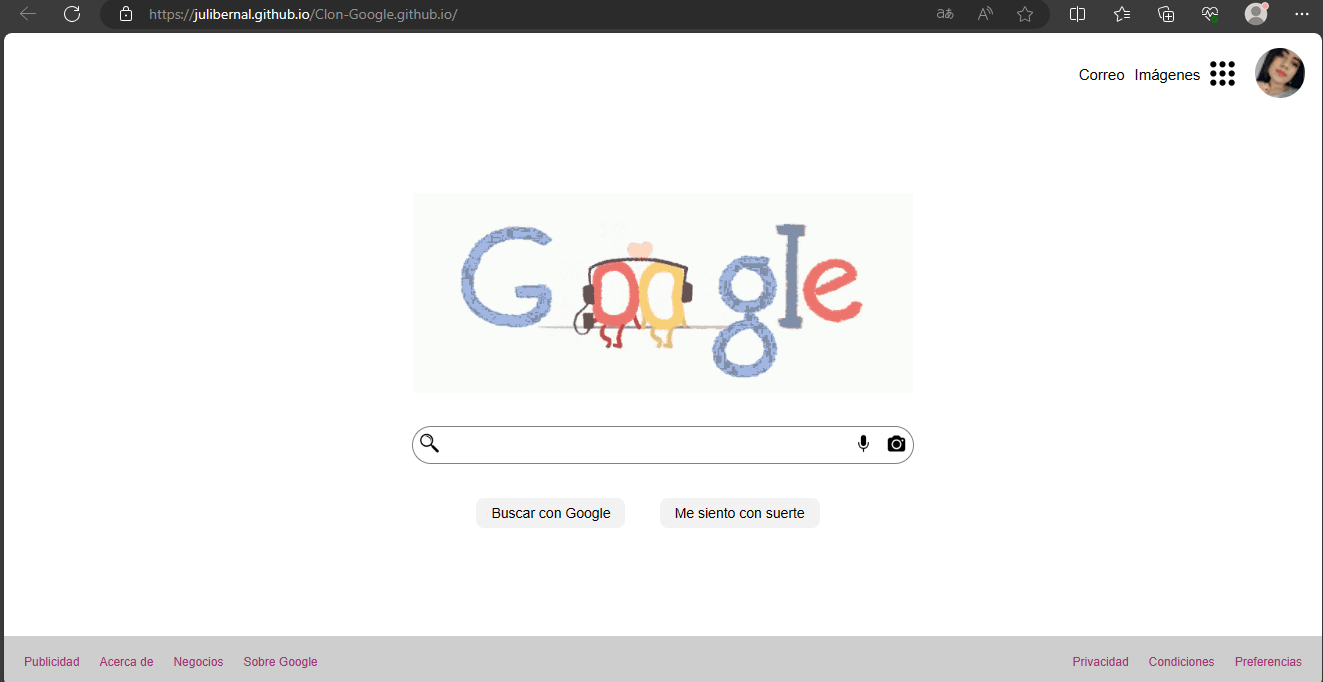 https://julibernal.github.io/Clon-Google.github.io/
Correo Imágenes
Google
Buscar con Google Me siento con suerte
Publicidad Acerca de Negocios Sobre Google Privacidad Condiciones Preferencias